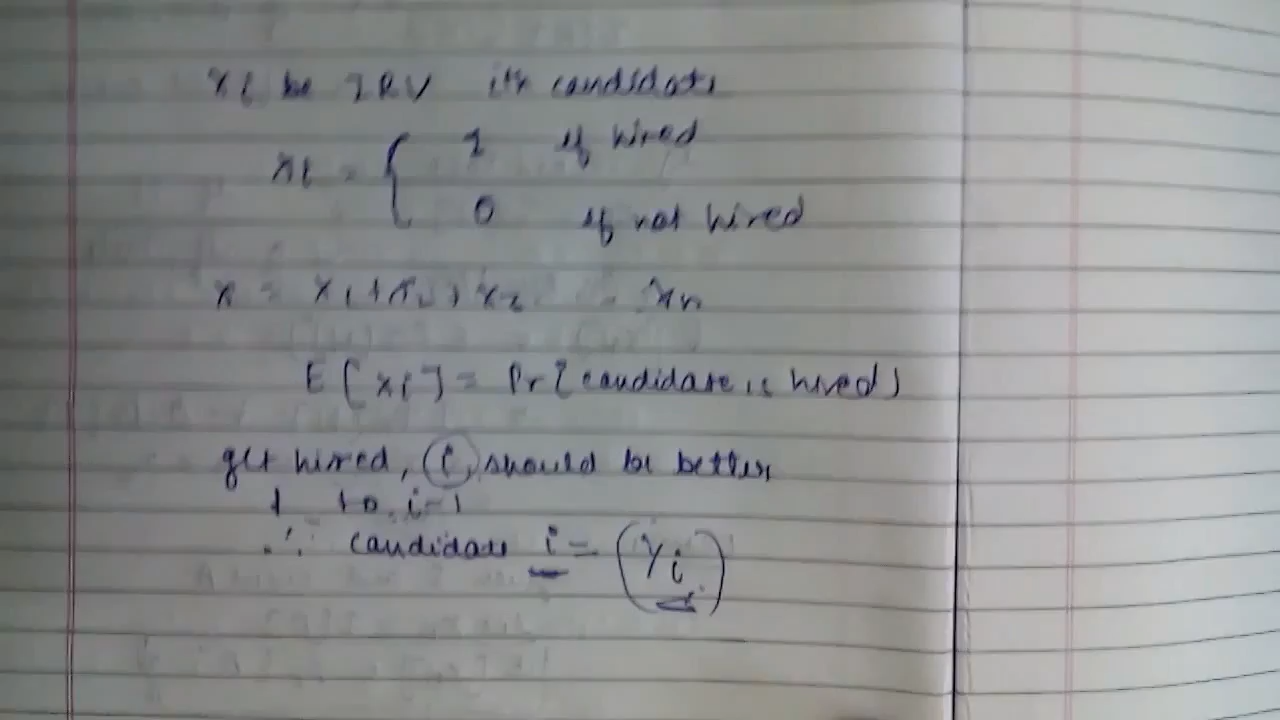 xi be IRV ith candidate
xi = { 1 if hired
0 if not hired
x = x1 + x2 + x2 . . xn
E[xi] = Pr{candidate is hired}
get hired, i, should be better
1 to i-1
∴ candidate i = (1/i)